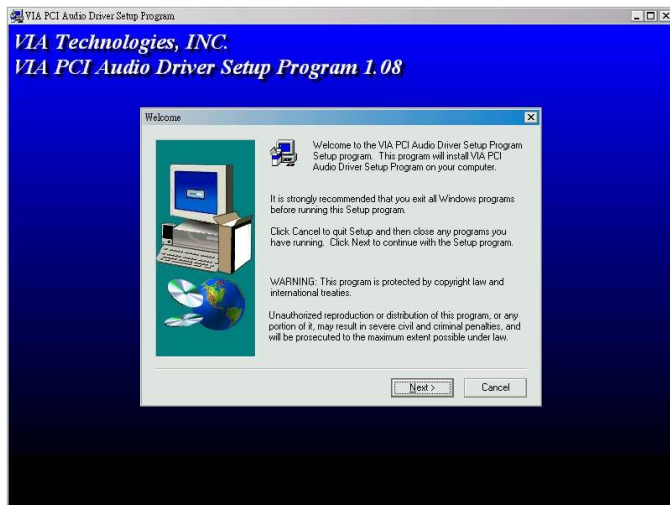 VIA PCI Audio Driver Setup Program
VIA Technologies, INC.
VIA PCI Audio Driver Setup Program 1.08
Welcome
Welcome to the VIA PCI Audio Driver Setup Program
Setup program. This program will install VIA PCI
Audio Driver Setup Program on your computer.
It is strongly recommended that you exit all Windows programs
before running this Setup program.
Click Cancel to quit Setup and then close any programs you
have running. Click Next to continue with the Setup program.
WARNING: This program is protected by copyright law and
international treaties.
Unauthorized reproduction or distribution of this program, or any
portion of it, may result in severe civil and criminal penalties, and
will be prosecuted to the maximum extent possible under law.
Next >
Cancel